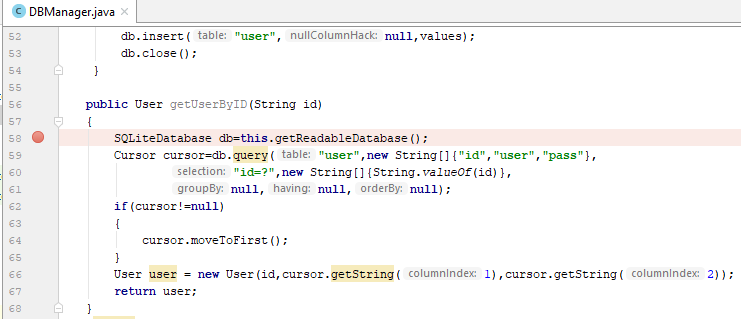 DBManager.java
52 db.insert( table: "user", nullColumnHack: null,values);
53 db.close();
54 }
55
56 public User getUserByID(String id)
57 {
58 SQLiteDatabase db=this.getReadableDatabase();
59 Cursor cursor=db.query( table: "user",new String[]{"id","user","pass"},
60 selection: "id=?",new String[]{String.valueOf(id)},
61 groupBy: null, having: null, orderBy: null);
62 if(cursor!=null)
63 {
64 cursor.moveToFirst();
65 }
66 User user = new User(id,cursor.getString( columnIndex: 1),cursor.getString( columnIndex: 2));
67 return user;
68 }